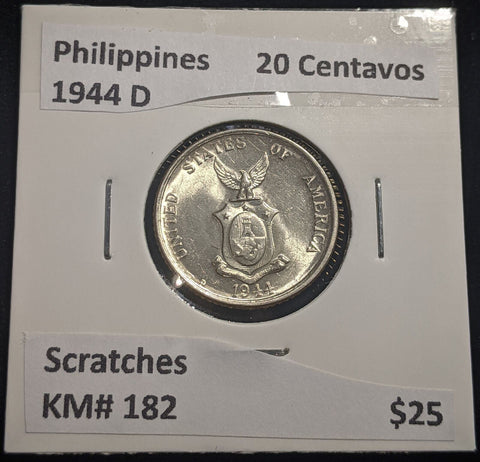 Philippines 20 Centavos
1944 D
UNITED STATES OF AMERICA
D
1944
Scratches
KM# 182 $25